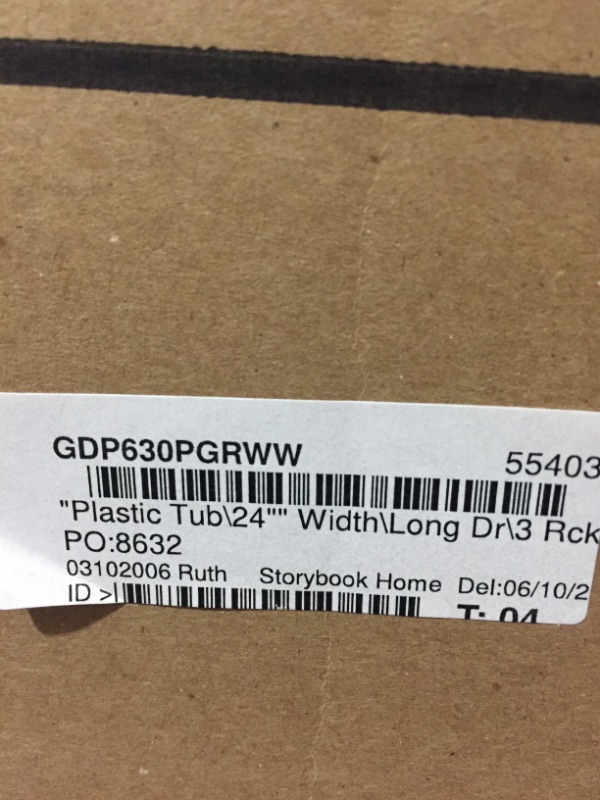 GDP630PGRWW 55403
"Plastic Tub\24"" Width\Long Dr\3 Rck
PO:8632
03102006 Ruth Storybook Home Del:06/10/2
ID > T: 04